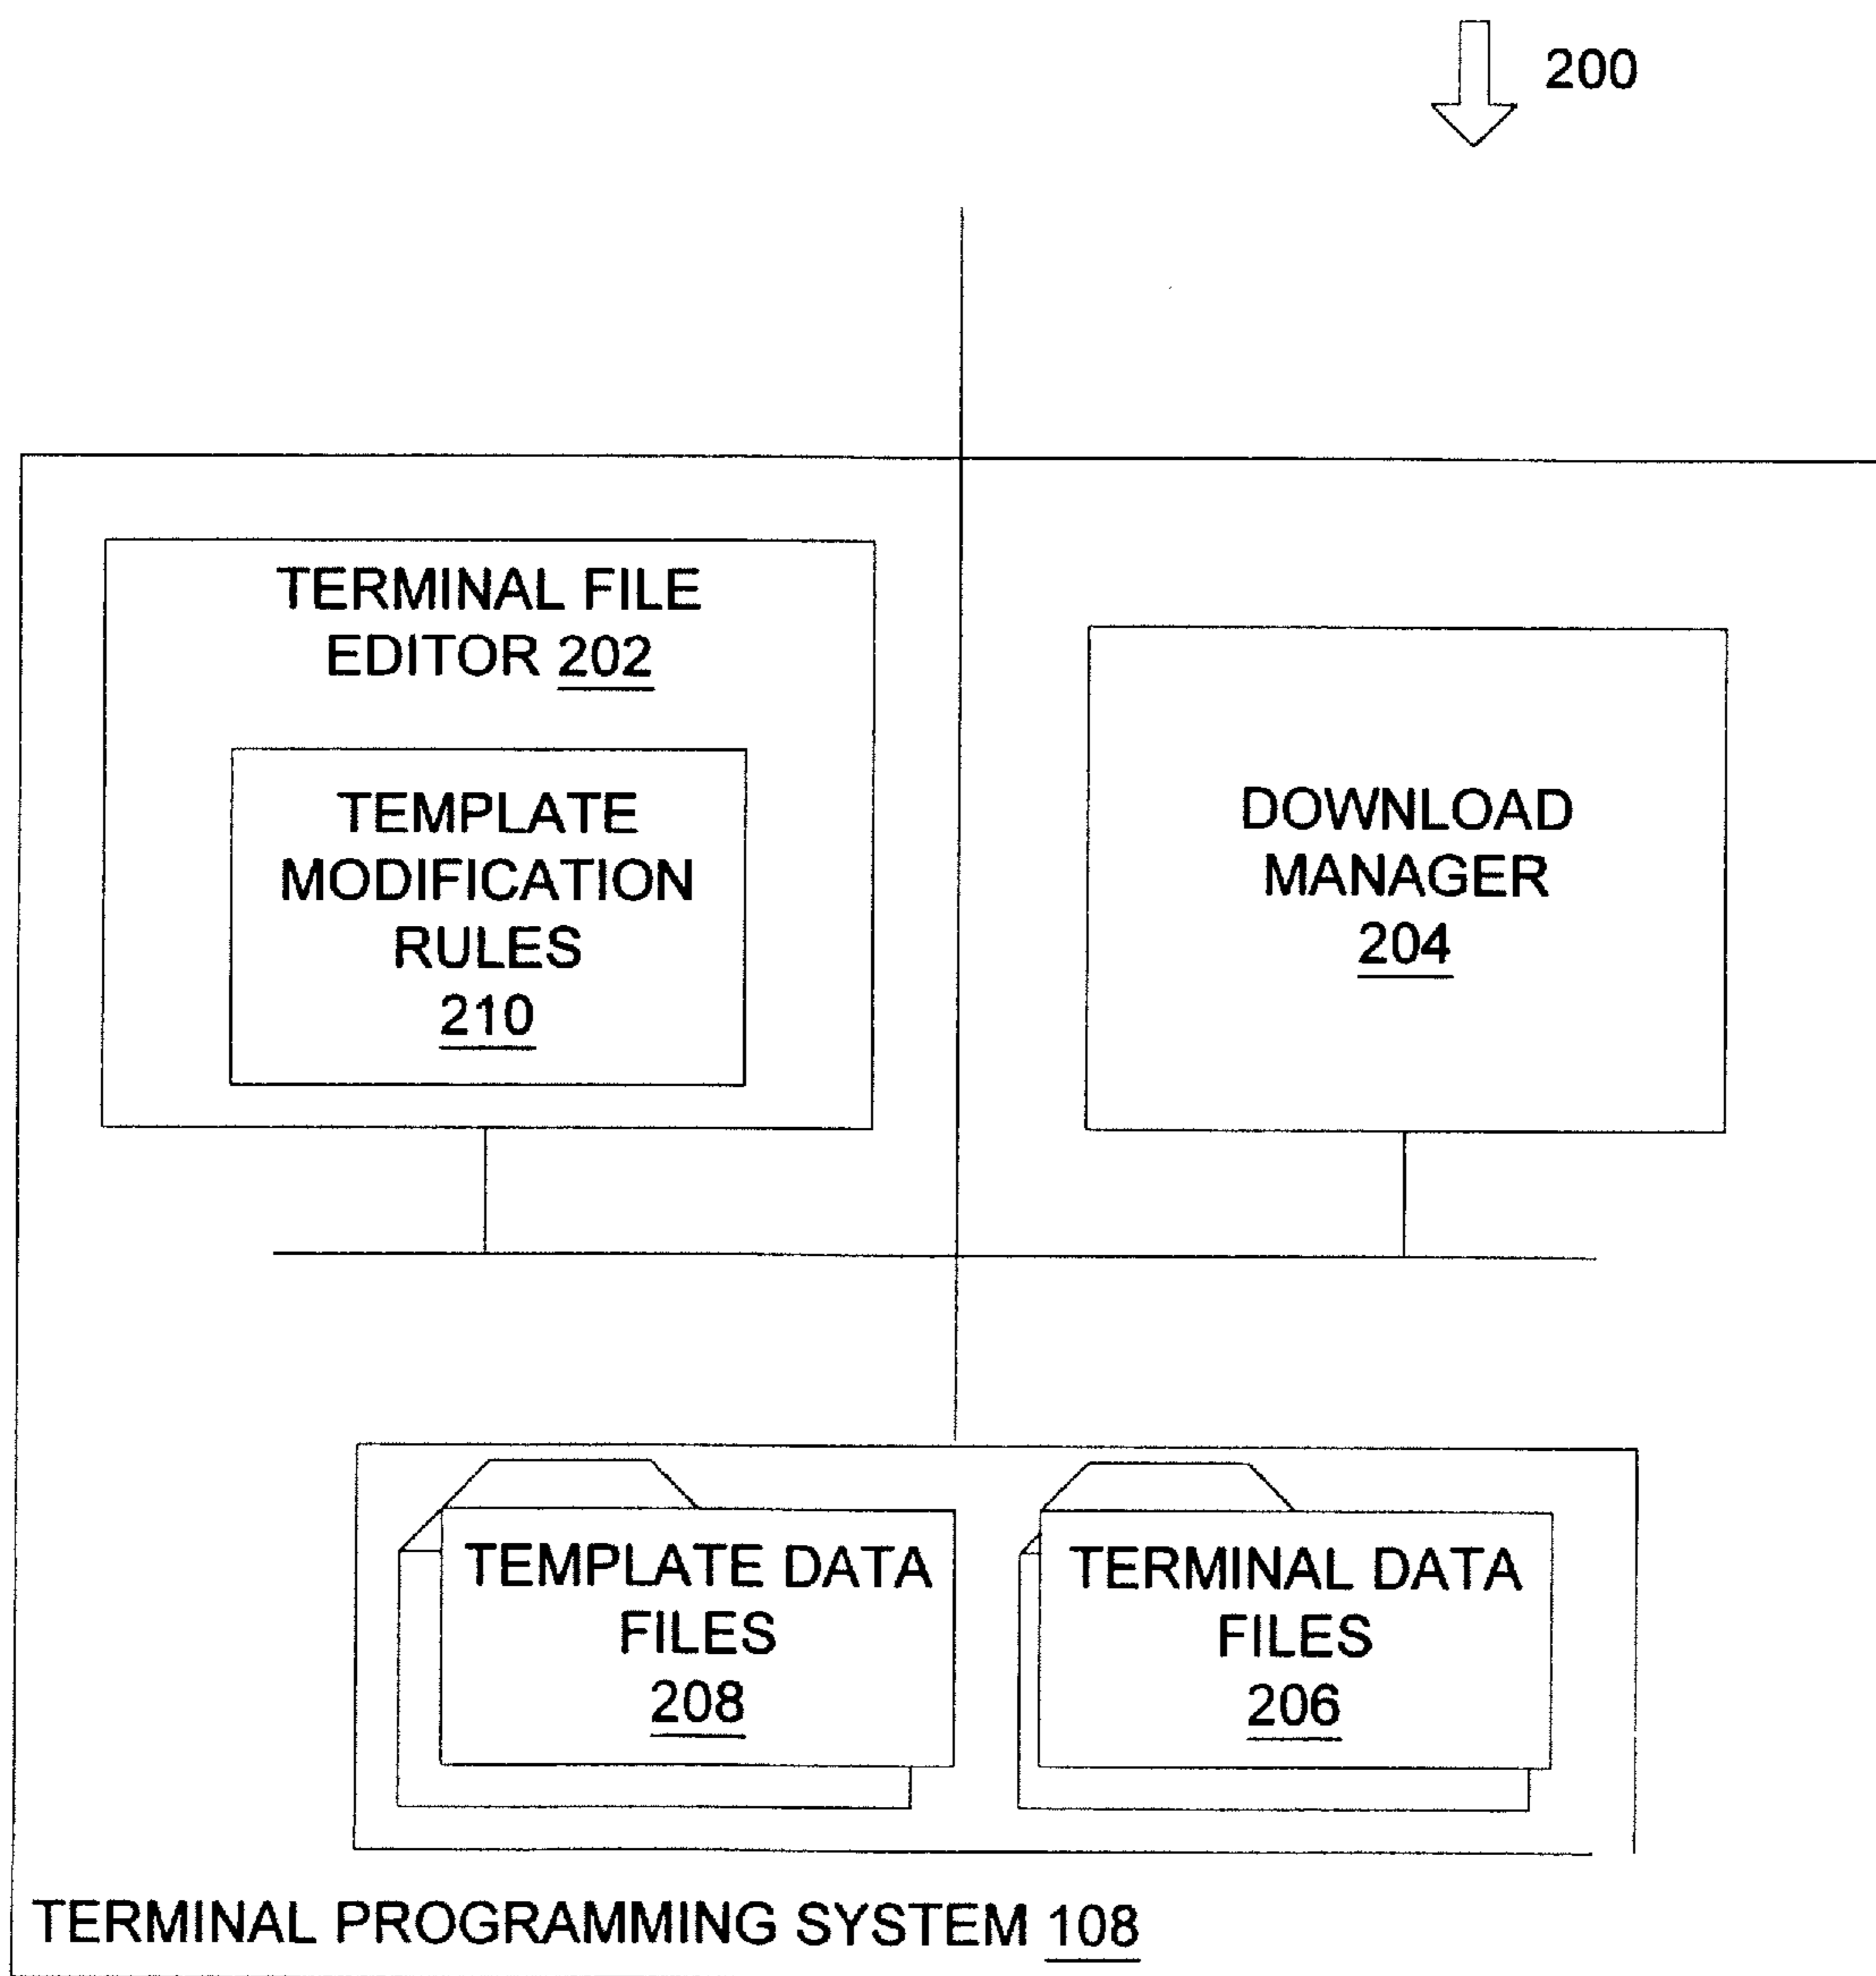 200
TERMINAL FILE
EDITOR 202
TEMPLATE
MODIFICATION
RULES
210
DOWNLOAD
MANAGER
204
TEMPLATE DATA
FILES
208
TERMINAL DATA
FILES
206
TERMINAL PROGRAMMING SYSTEM 108